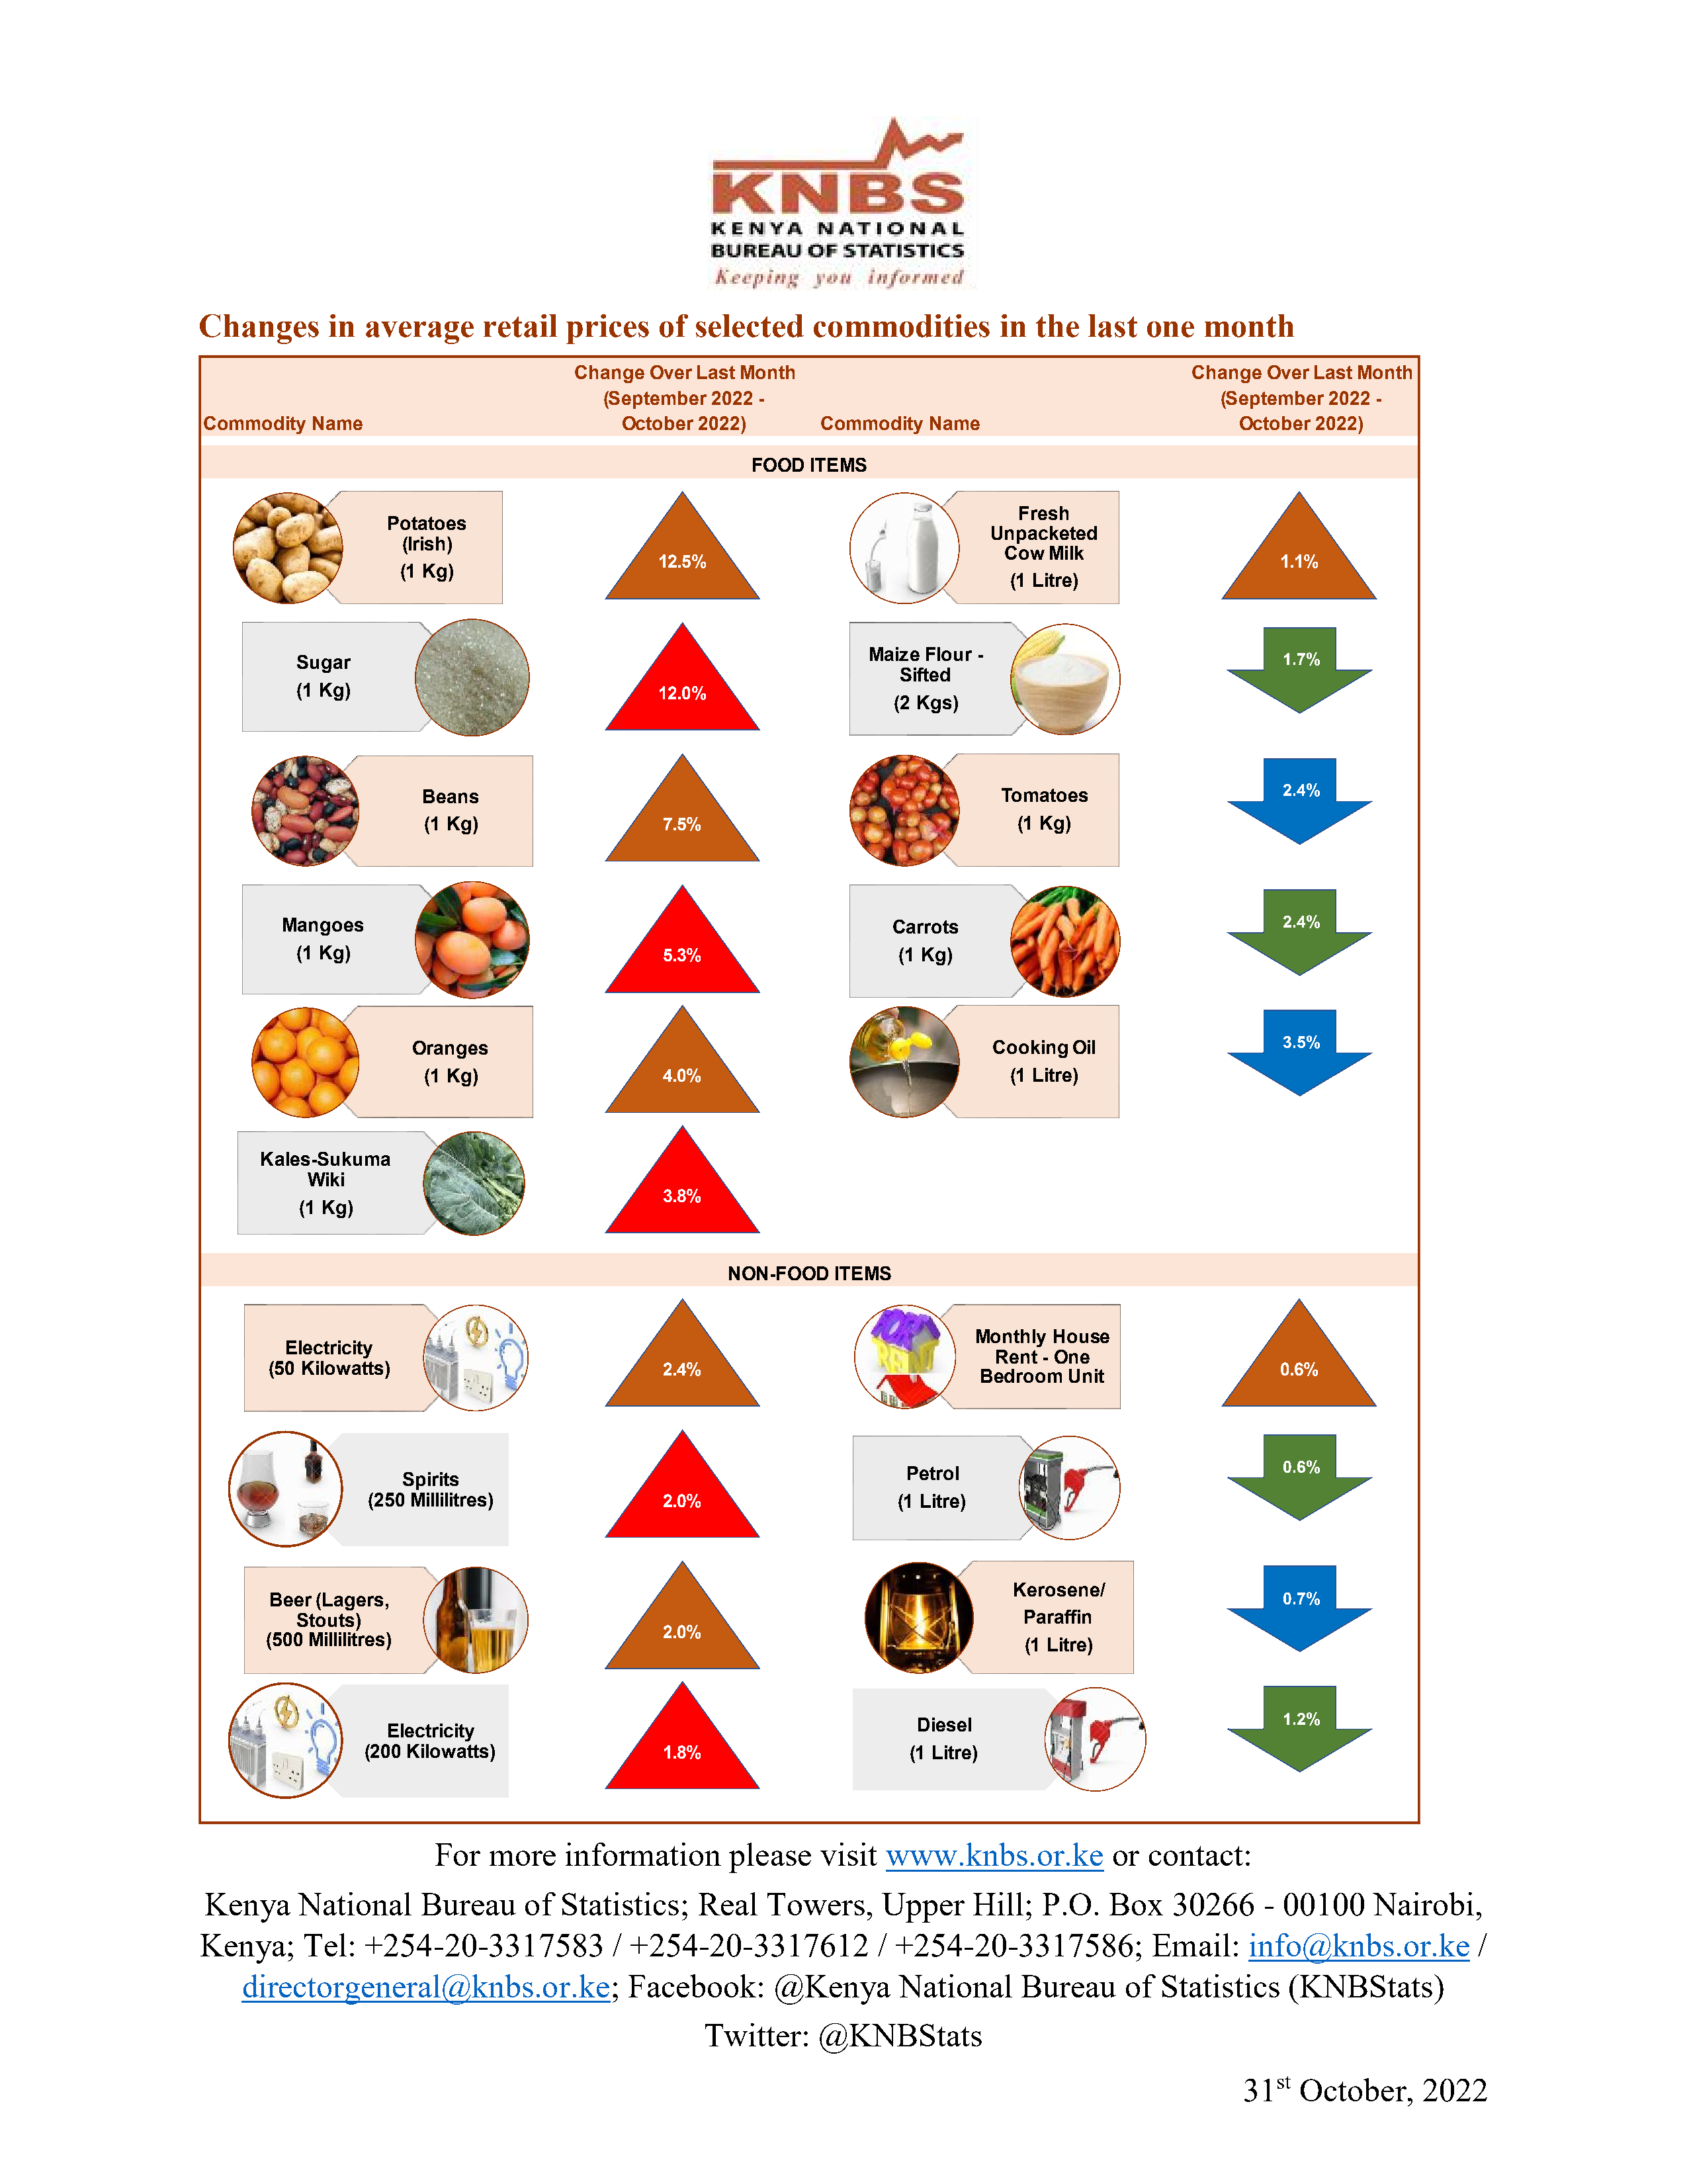 KNBS
KENYA NATIONAL
BUREAU OF STATISTICS
Keeping you informed
Changes in average retail prices of selected commodities in the last one month
Commodity Name
Change Over Last Month
(September 2022 -
October 2022)
Commodity Name
Change Over Last Month
(September 2022 -
October 2022)
FOOD ITEMS
Potatoes
(Irish)
(1 Kg)
12.5%
Fresh
Unpacketed
Cow Milk
(1 Litre)
1.1%
Sugar
(1 Kg)
12.0%
Maize Flour -
Sifted
(2 Kgs)
1.7%
Beans
(1 Kg)
7.5%
Tomatoes
(1 Kg)
2.4%
Mangoes
(1 Kg)
5.3%
Carrots
(1 Kg)
2.4%
Oranges
(1 Kg)
4.0%
Cooking Oil
(1 Litre)
3.5%
Kales-Sukuma
Wiki
(1 Kg)
3.8%
NON-FOOD ITEMS
Electricity
(50 Kilowatts)
2.4%
FOR
RENT
Monthly House
Rent - One
Bedroom Unit
0.6%
Spirits
(250 Millilitres)
2.0%
Petrol
(1 Litre)
0.6%
Beer (Lagers,
Stouts)
(500 Millilitres)
2.0%
Kerosene/
Paraffin
(1 Litre)
0.7%
Electricity
(200 Kilowatts)
1.8%
Diesel
(1 Litre)
1.2%
For more information please visit www.knbs.or.ke or contact:
Kenya National Bureau of Statistics; Real Towers, Upper Hill; P.O. Box 30266 - 00100 Nairobi,
Kenya; Tel: +254-20-3317583 / +254-20-3317612 / +254-20-3317586; Email: info@knbs.or.ke /
directorgeneral@knbs.or.ke; Facebook: @Kenya National Bureau of Statistics (KNBStats)
Twitter: @KNBStats
31st October, 2022